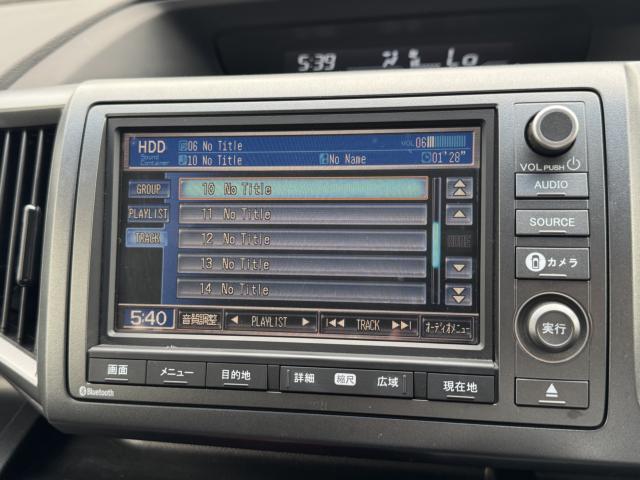 5:39 Lo
HDD 06 No Title VOL 06
Sound Container 10 No Title No Name 01'28"
GROUP 10 No Title
PLAYLIST 11 No Title
TRACK 12 No Title
13 No Title
14 No Title
5:40 音質調整 ◀ PLAYLIST ▶ I◀◀ TRACK ▶▶I オーディオメニュー
VOL PUSH
AUDIO
SOURCE
カメラ
実行
画面 メニュー 目的地 詳細 縮尺 広域 現在地
Bluetooth